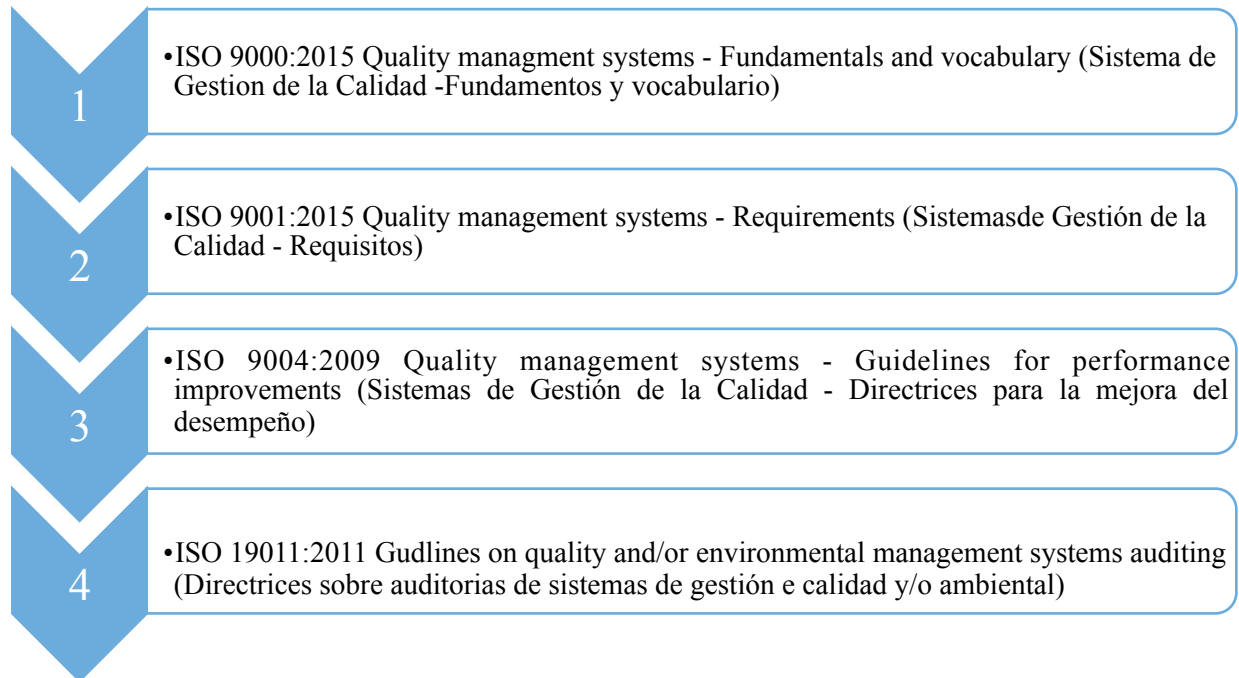 1
•ISO 9000:2015 Quality managment systems - Fundamentals and vocabulary (Sistema de
Gestion de la Calidad -Fundamentos y vocabulario)
2
•ISO 9001:2015 Quality management systems - Requirements (Sistemasde Gestión de la
Calidad - Requisitos)
3
•ISO 9004:2009 Quality management systems - Guidelines for performance
improvements (Sistemas de Gestión de la Calidad - Directrices para la mejora del
desempeño)
4
•ISO 19011:2011 Gudlines on quality and/or environmental management systems auditing
(Directrices sobre auditorias de sistemas de gestión e calidad y/o ambiental)